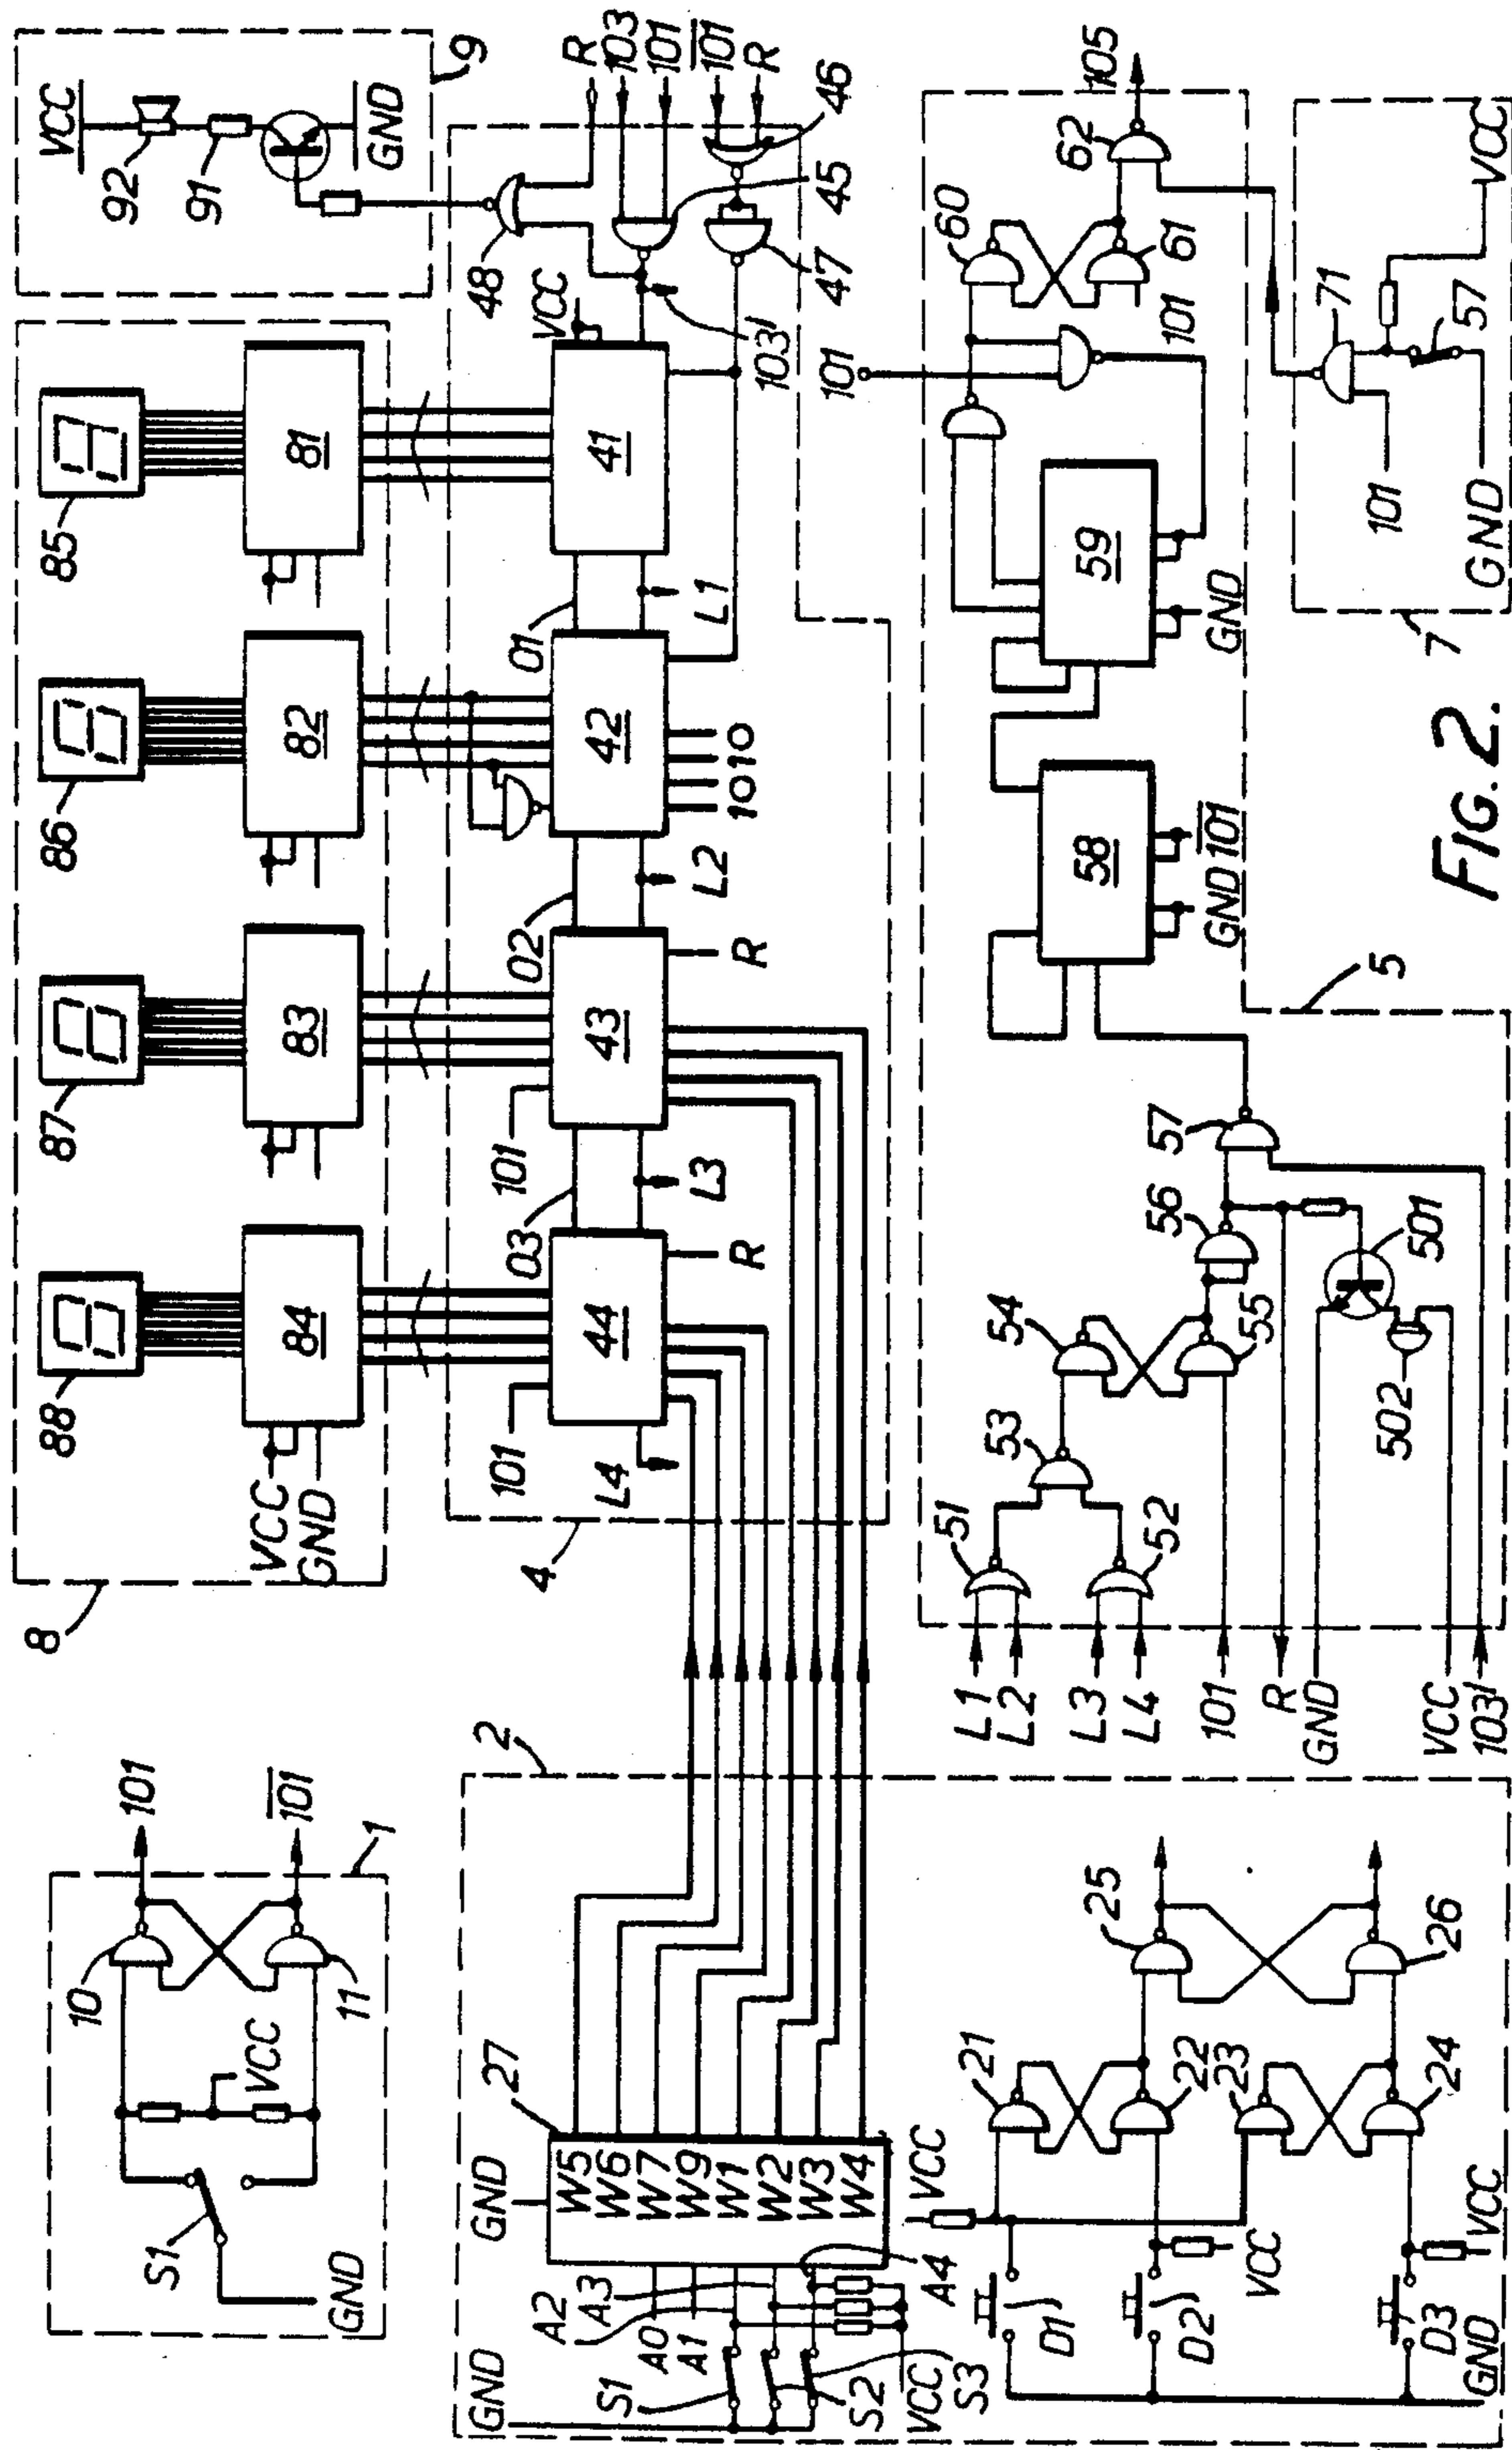 8
88
87
86
85
VCC
GND
84
83
82
81
9
VCC
92
91
GND
4
101
L4
44
R
03
L3
101
43
R
02
L2
42
1010
01
L1
41
VCC
103'
48
R
103
101
101
R
46
45
47
1
S1
GND
VCC
10
11
101
101
2
GND
27
W5
W6
W7
W9
W1
W2
W3
W4
GND
S1
A0
A1
A2
A3
A4
S2
VCC
S3
VCC
D1
D2
VCC
D3
GND
VCC
21
22
23
24
25
26
5
L1
L2
L3
L4
101
R
GND
VCC
103'
51
52
53
54
55
56
57
501
502
58
GND
101
59
GND
101
60
61
101
62
105
7
101
GND
71
57
VCC
FIG. 2.